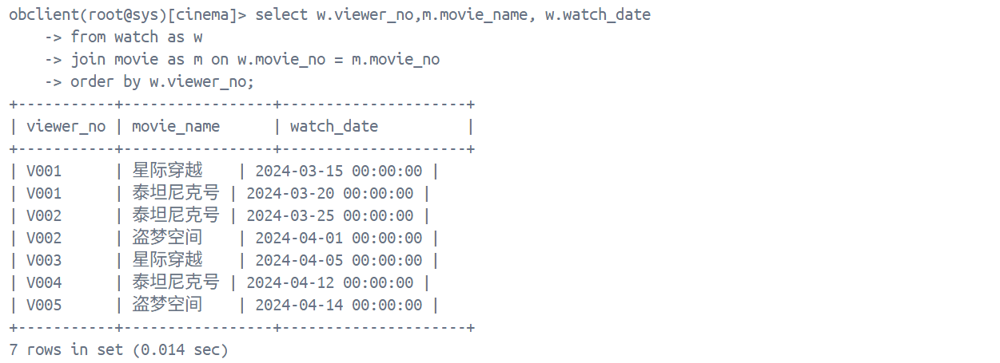 obclient(root@sys)[cinema]> select w.viewer_no,m.movie_name, w.watch_date
    -> from watch as w
    -> join movie as m on w.movie_no = m.movie_no
    -> order by w.viewer_no;
+-----------+-----------------+---------------------+
| viewer_no | movie_name      | watch_date          |
+-----------+-----------------+---------------------+
| V001      | 星际穿越    | 2024-03-15 00:00:00 |
| V001      | 泰坦尼克号 | 2024-03-20 00:00:00 |
| V002      | 泰坦尼克号 | 2024-03-25 00:00:00 |
| V002      | 盗梦空间    | 2024-04-01 00:00:00 |
| V003      | 星际穿越    | 2024-04-05 00:00:00 |
| V004      | 泰坦尼克号 | 2024-04-12 00:00:00 |
| V005      | 盗梦空间    | 2024-04-14 00:00:00 |
+-----------+-----------------+---------------------+
7 rows in set (0.014 sec)